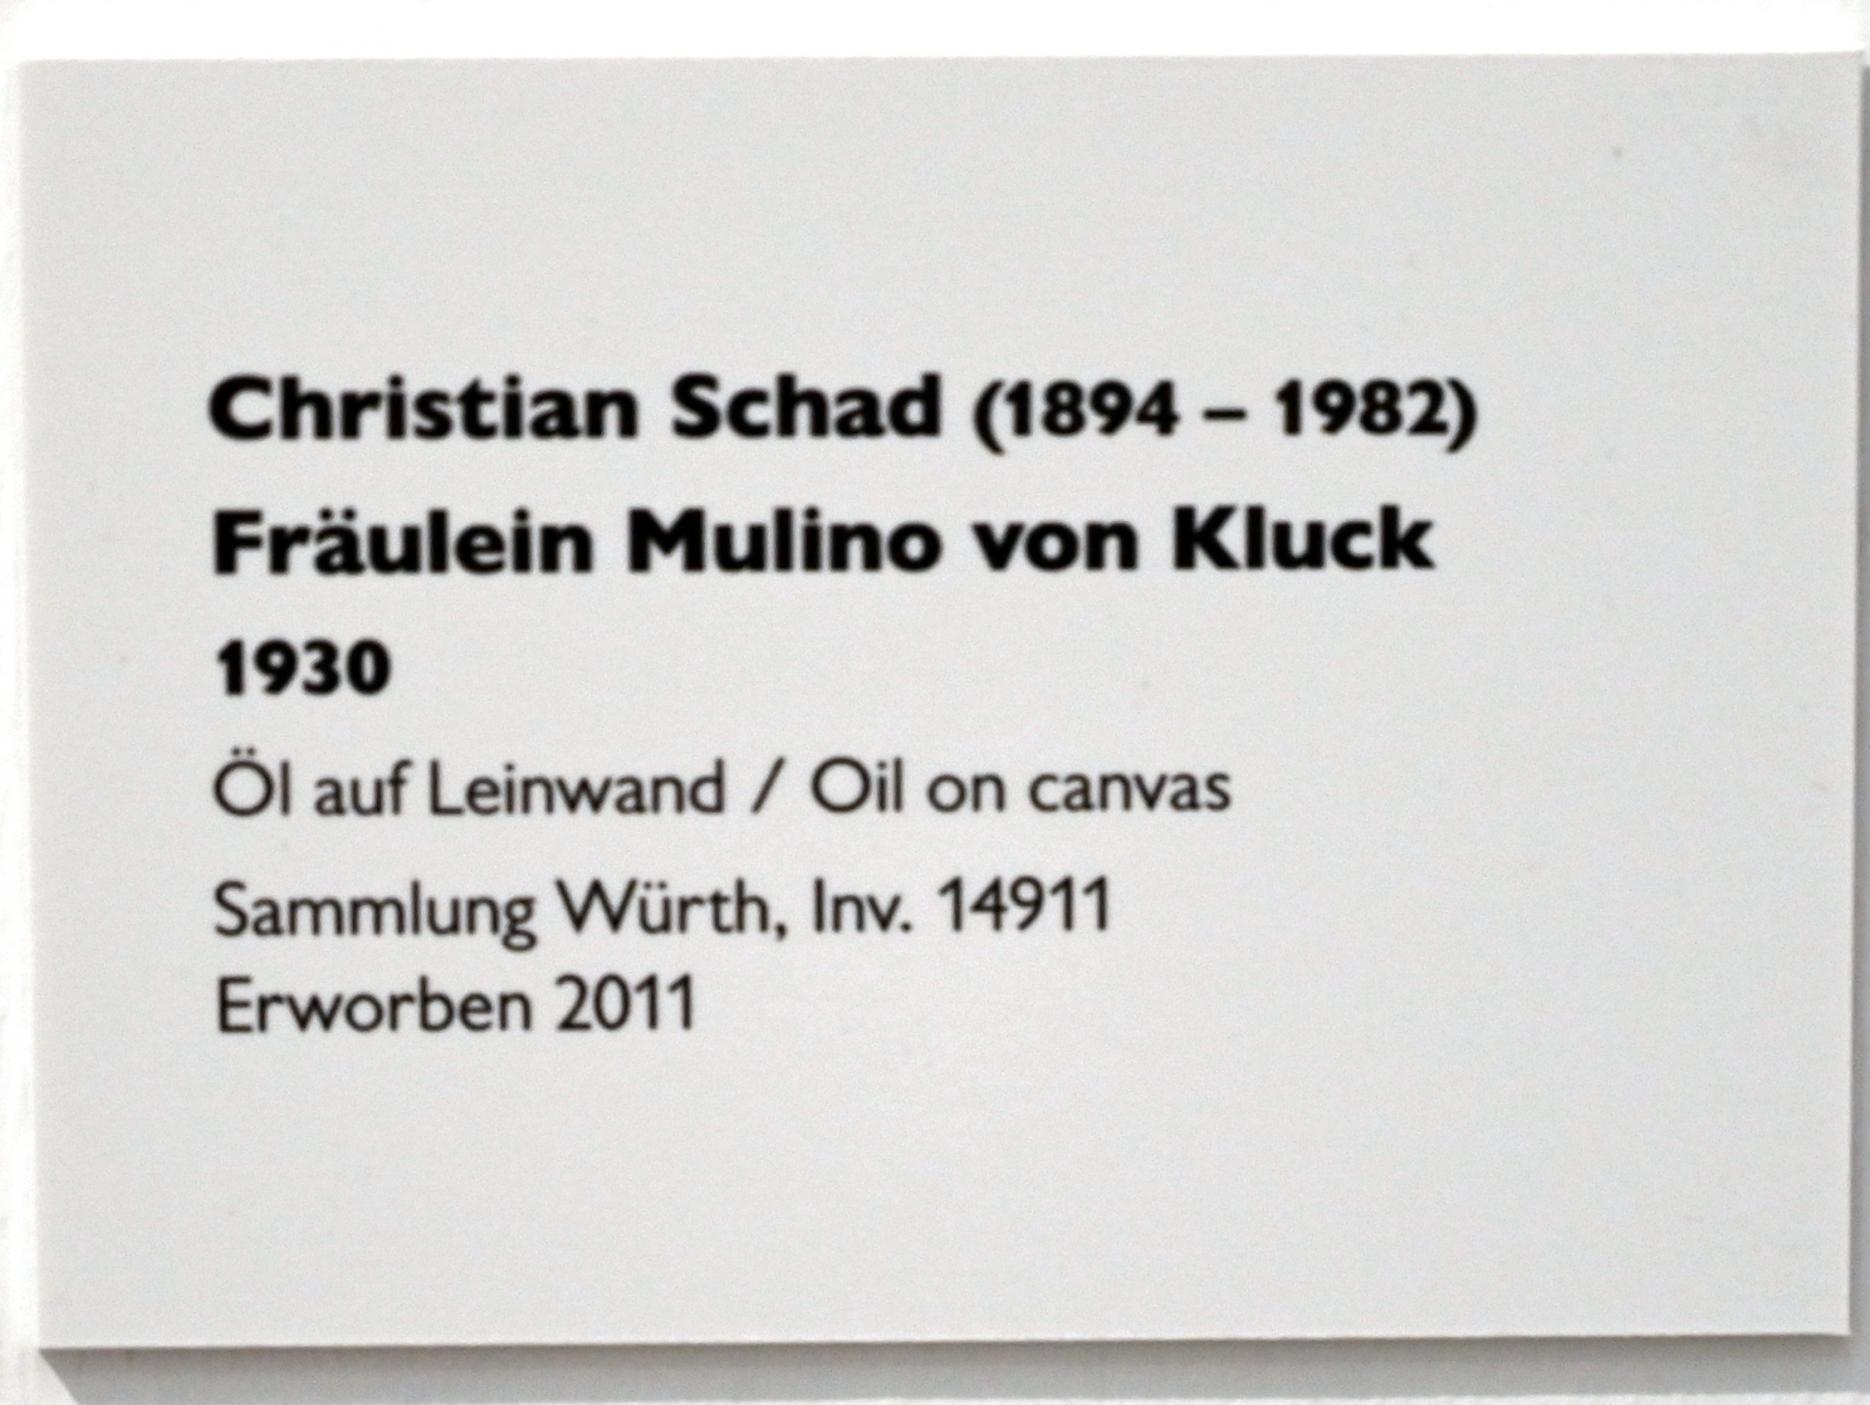 Christian Schad (1894 – 1982)
Fräulein Mulino von Kluck
1930
Öl auf Leinwand / Oil on canvas
Sammlung Würth, Inv. 14911
Erworben 2011